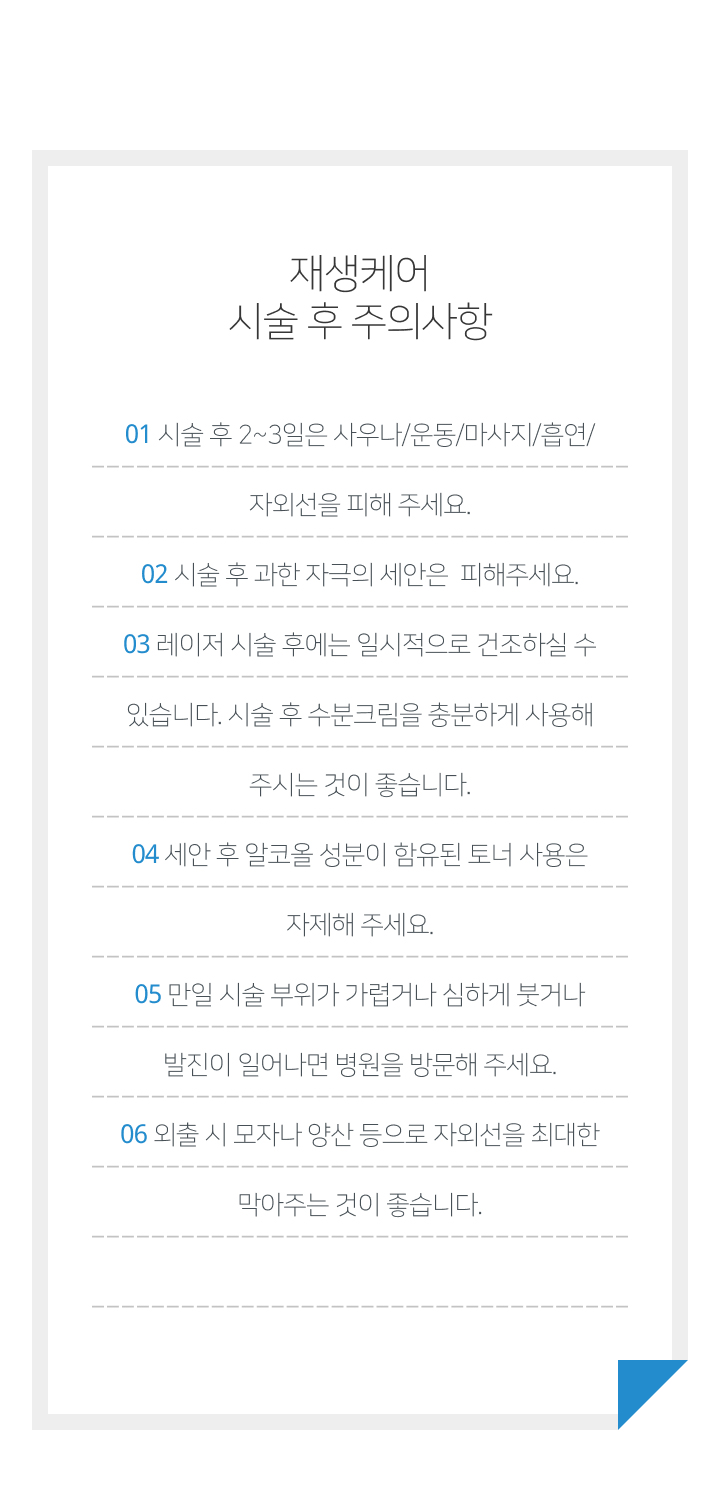 재생케어
시술 후 주의사항
01 시술 후 2~3일은 사우나/운동/마사지/흡연/
자외선을 피해 주세요.
02 시술 후 과한 자극의 세안은  피해주세요.
03 레이저 시술 후에는 일시적으로 건조하실 수
있습니다. 시술 후 수분크림을 충분하게 사용해
주시는 것이 좋습니다.
04 세안 후 알코올 성분이 함유된 토너 사용은
자제해 주세요.
05 만일 시술 부위가 가렵거나 심하게 붓거나
발진이 일어나면 병원을 방문해 주세요.
06 외출 시 모자나 양산 등으로 자외선을 최대한
막아주는 것이 좋습니다.